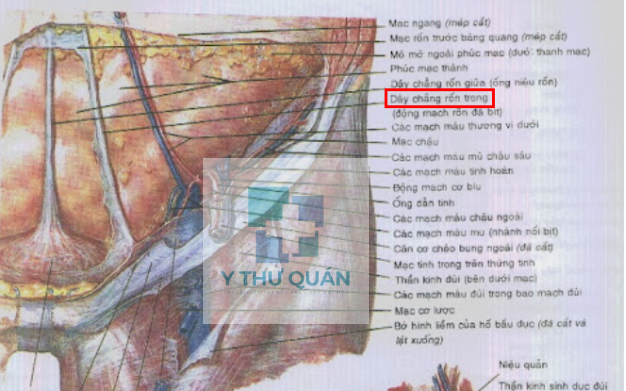 Mạc ngang (mép cắt)
Mạc rốn trước bàng quang (mép cắt)
Mô mỡ ngoài phúc mạc (dưới thanh mạc)
Phúc mạc thành
Dây chằng rốn giữa (ống niệu rốn)
Dây chằng rốn trong
(động mạch rốn đã bít)
Các mạch máu thượng vị dưới
Mạc chậu
Các mạch máu mũ chậu sâu
Các mạch máu tinh hoàn
Động mạch cơ bìu
Ống dẫn tinh
Các mạch máu chậu ngoài
Các mạch máu mu (nhánh nối bịt)
Cân cơ chéo bụng ngoài (đã cắt)
Mạc tinh trong trên thừng tinh
Y THƯ QUÁN
Thần kinh đùi (bên dưới mạc)
Các mạch máu đùi trong bao mạch đùi
Mạc cơ lược
Bờ hình liềm của hố bầu dục (đã cắt và
lật xuống)
Niệu quản
Thần kinh sinh dục đùi